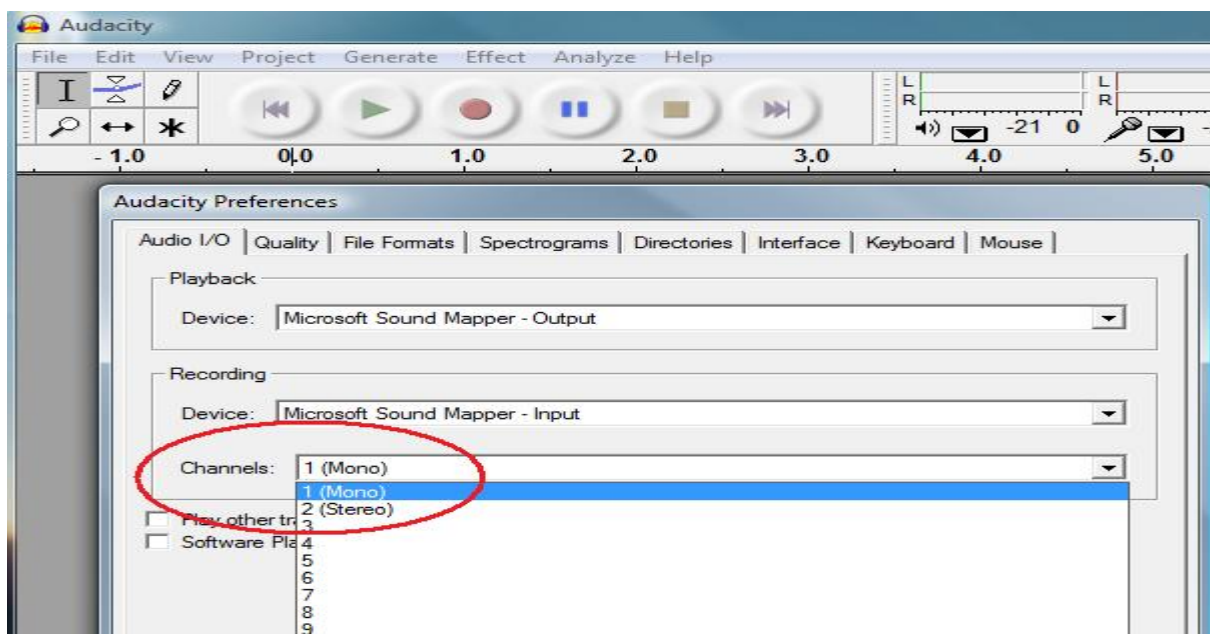 Audacity
File Edit View Project Generate Effect Analyze Help
L
R
-21 0
L
R
- 1.0 0.0 1.0 2.0 3.0 4.0 5.0
Audacity Preferences
Audio I/O Quality File Formats Spectrograms Directories Interface Keyboard Mouse
Playback
Device: Microsoft Sound Mapper - Output
Recording
Device: Microsoft Sound Mapper - Input
Channels: 1 (Mono)
1 (Mono)
2 (Stereo)
Play other
3
Software
4
5
6
7
8
9